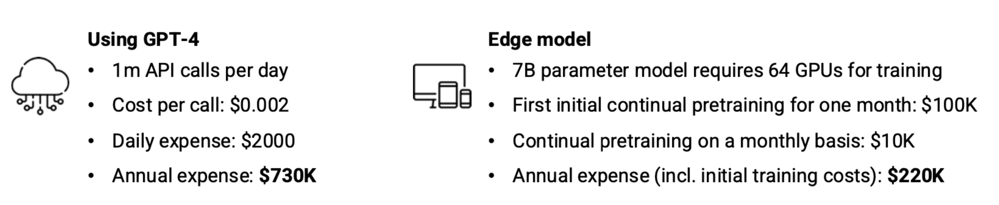 Using GPT-4
• 1m API calls per day
• Cost per call: $0.002
• Daily expense: $2000
• Annual expense: $730K
Edge model
• 7B parameter model requires 64 GPUs for training
• First initial continual pretraining for one month: $100K
• Continual pretraining on a monthly basis: $10K
• Annual expense (incl. initial training costs): $220K